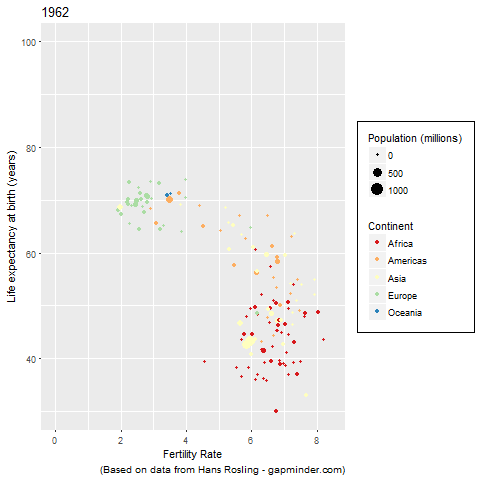 1962
100
80
60
40
0
2
4
6
8
Life expectancy at birth (years)
Fertility Rate
(Based on data from Hans Rosling - gapminder.com)
Population (millions)
0
500
1000
Continent
Africa
Americas
Asia
Europe
Oceania